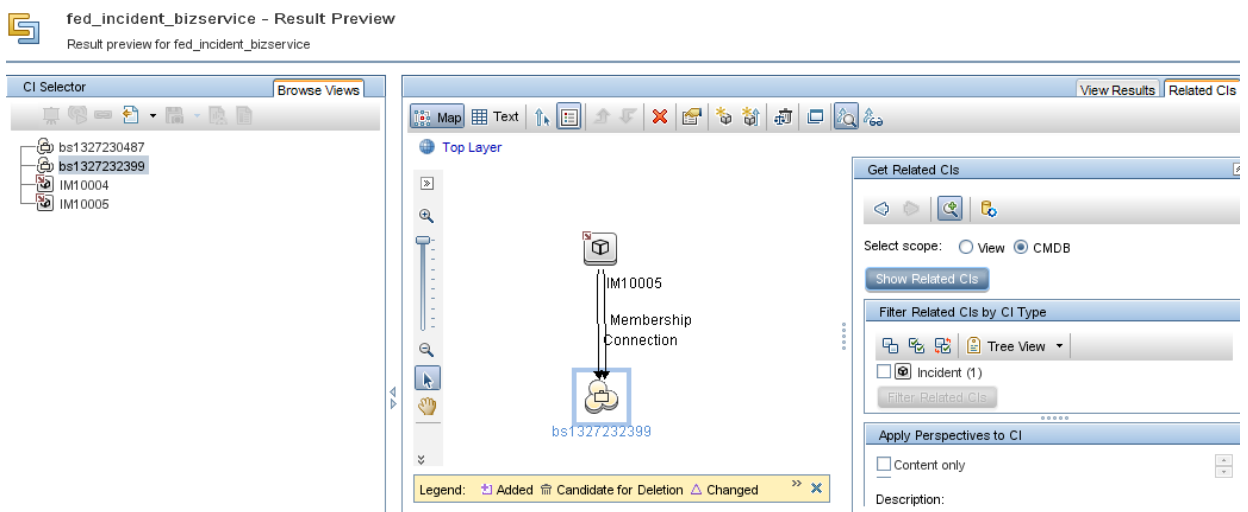 fed_incident_bizservice - Result Preview
Result preview for fed_incident_bizservice
CI Selector
Browse Views
bs1327230487
bs1327232399
IM10004
IM10005
View Results
Related CIs
Map
Text
Top Layer
IM10005
Membership
Connection
bs1327232399
Legend: Added Candidate for Deletion Changed
Get Related CIs
Select scope: View CMDB
Show Related CIs
Filter Related CIs by CI Type
Tree View
Incident (1)
Filter Related CIs
Apply Perspectives to CI
Content only
Description: